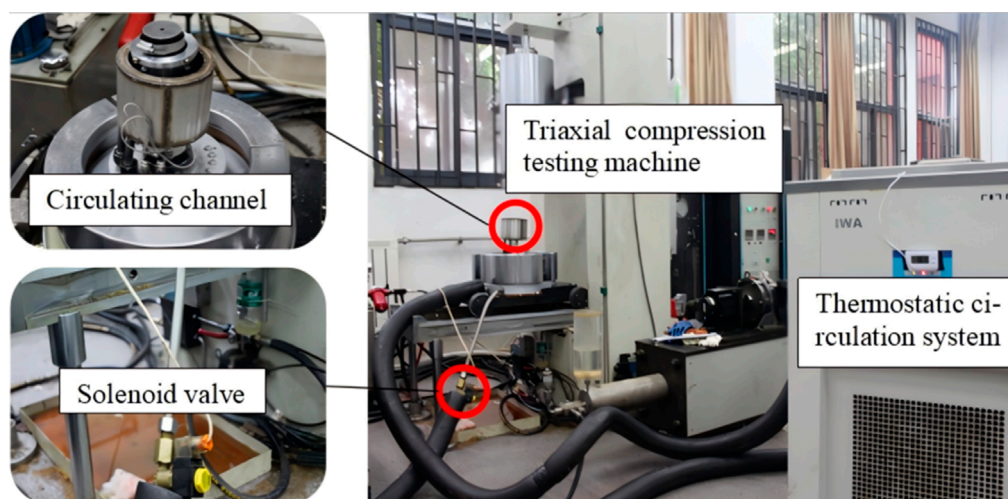 Circulating channel
Solenoid valve
Triaxial compression
testing machine
IWA
Thermostatic ci-
rculation system